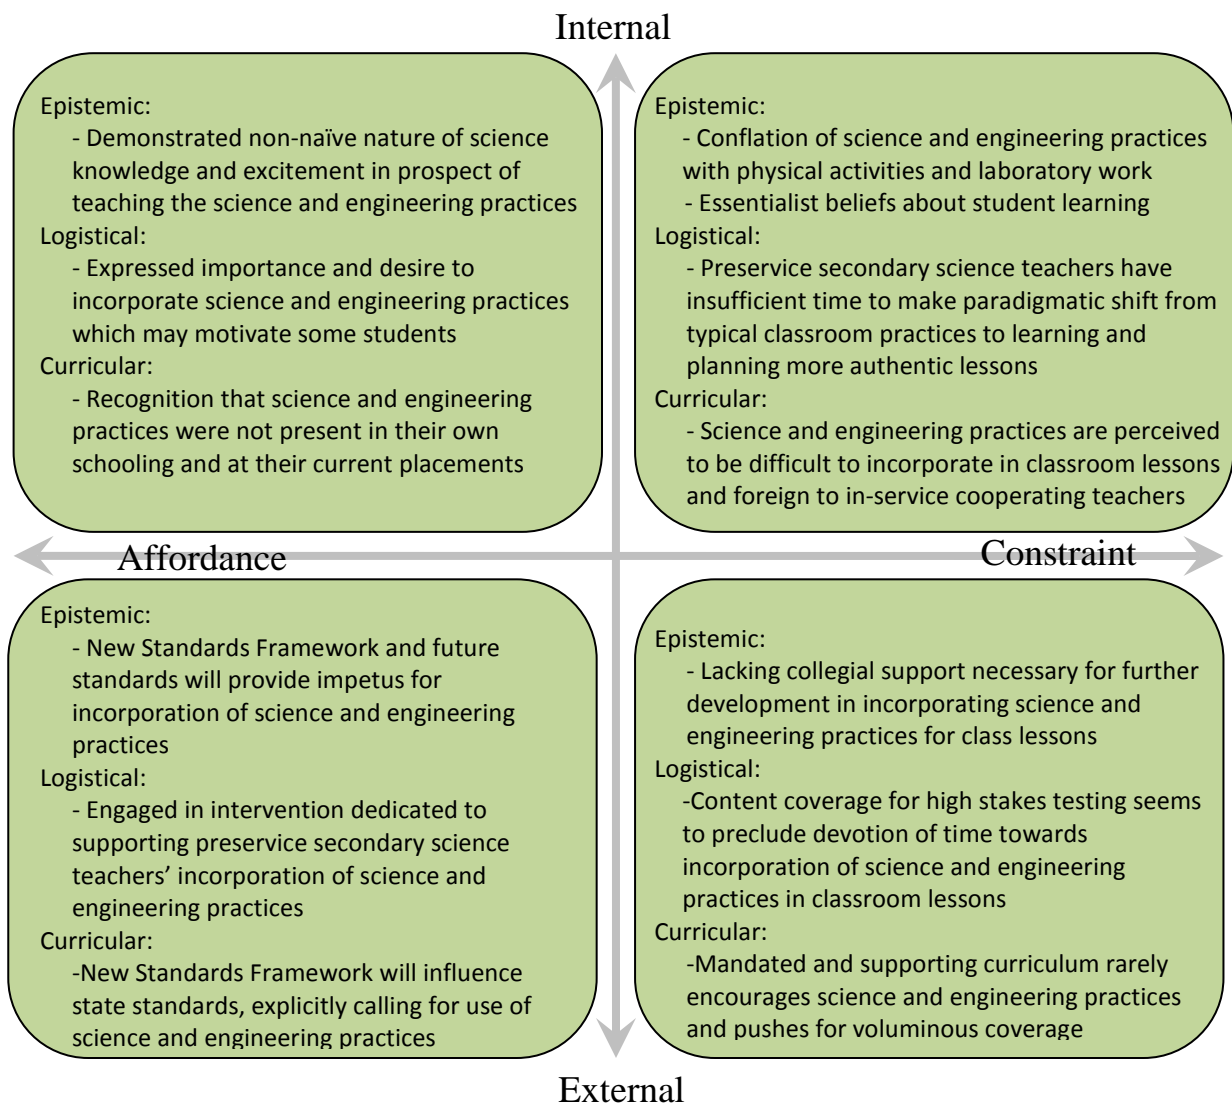 Internal
Epistemic:
- Demonstrated non-naïve nature of science
knowledge and excitement in prospect of
teaching the science and engineering practices
Logistical:
- Expressed importance and desire to
incorporate science and engineering practices
which may motivate some students
Curricular:
- Recognition that science and engineering
practices were not present in their own
schooling and at their current placements
Epistemic:
- Conflation of science and engineering practices
with physical activities and laboratory work
- Essentialist beliefs about student learning
Logistical:
- Preservice secondary science teachers have
insufficient time to make paradigmatic shift from
typical classroom practices to learning and
planning more authentic lessons
Curricular:
- Science and engineering practices are perceived
to be difficult to incorporate in classroom lessons
and foreign to in-service cooperating teachers
Affordance
Constraint
Epistemic:
- New Standards Framework and future
standards will provide impetus for
incorporation of science and engineering
practices
Logistical:
- Engaged in intervention dedicated to
supporting preservice secondary science
teachers’ incorporation of science and
engineering practices
Curricular:
-New Standards Framework will influence
state standards, explicitly calling for use of
science and engineering practices
Epistemic:
- Lacking collegial support necessary for further
development in incorporating science and
engineering practices for class lessons
Logistical:
-Content coverage for high stakes testing seems
to preclude devotion of time towards
incorporation of science and engineering
practices in classroom lessons
Curricular:
-Mandated and supporting curriculum rarely
encourages science and engineering practices
and pushes for voluminous coverage
External